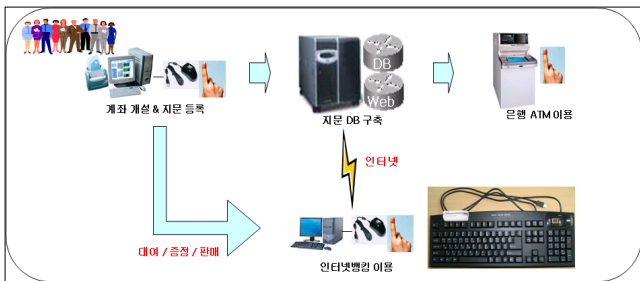 DB
Web
계좌 개설 & 지문 등록
지문 DB 구축
은행 ATM 이용
인터넷
대여 / 증정 / 판매
인터넷뱅킹 이용